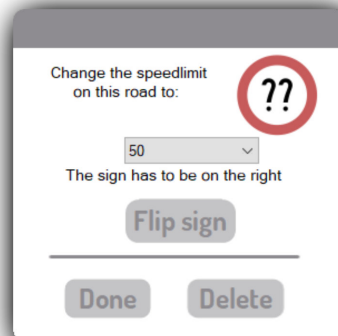 Change the speedlimit
on this road to:
??
50
The sign has to be on the right
Flip sign
Done
Delete